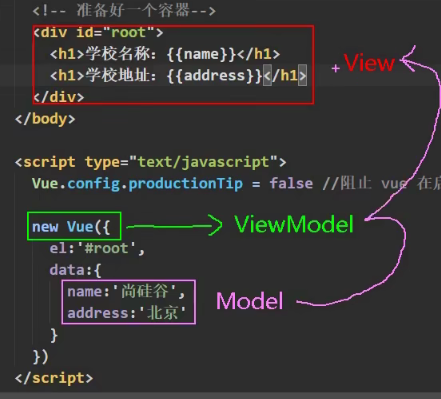 <!-- 准备好一个容器-->
<div id="root">
<h1>学校名称：{{name}}</h1>
<h1>学校地址：{{address}}</h1>
</div>
</body>
+ View
<script type="text/javascript">
Vue.config.productionTip = false //阻止 vue 在启
new Vue({
ViewModel
el:'#root',
data:{
name:'尚硅谷',
address:'北京'
Model
}
})
</script>